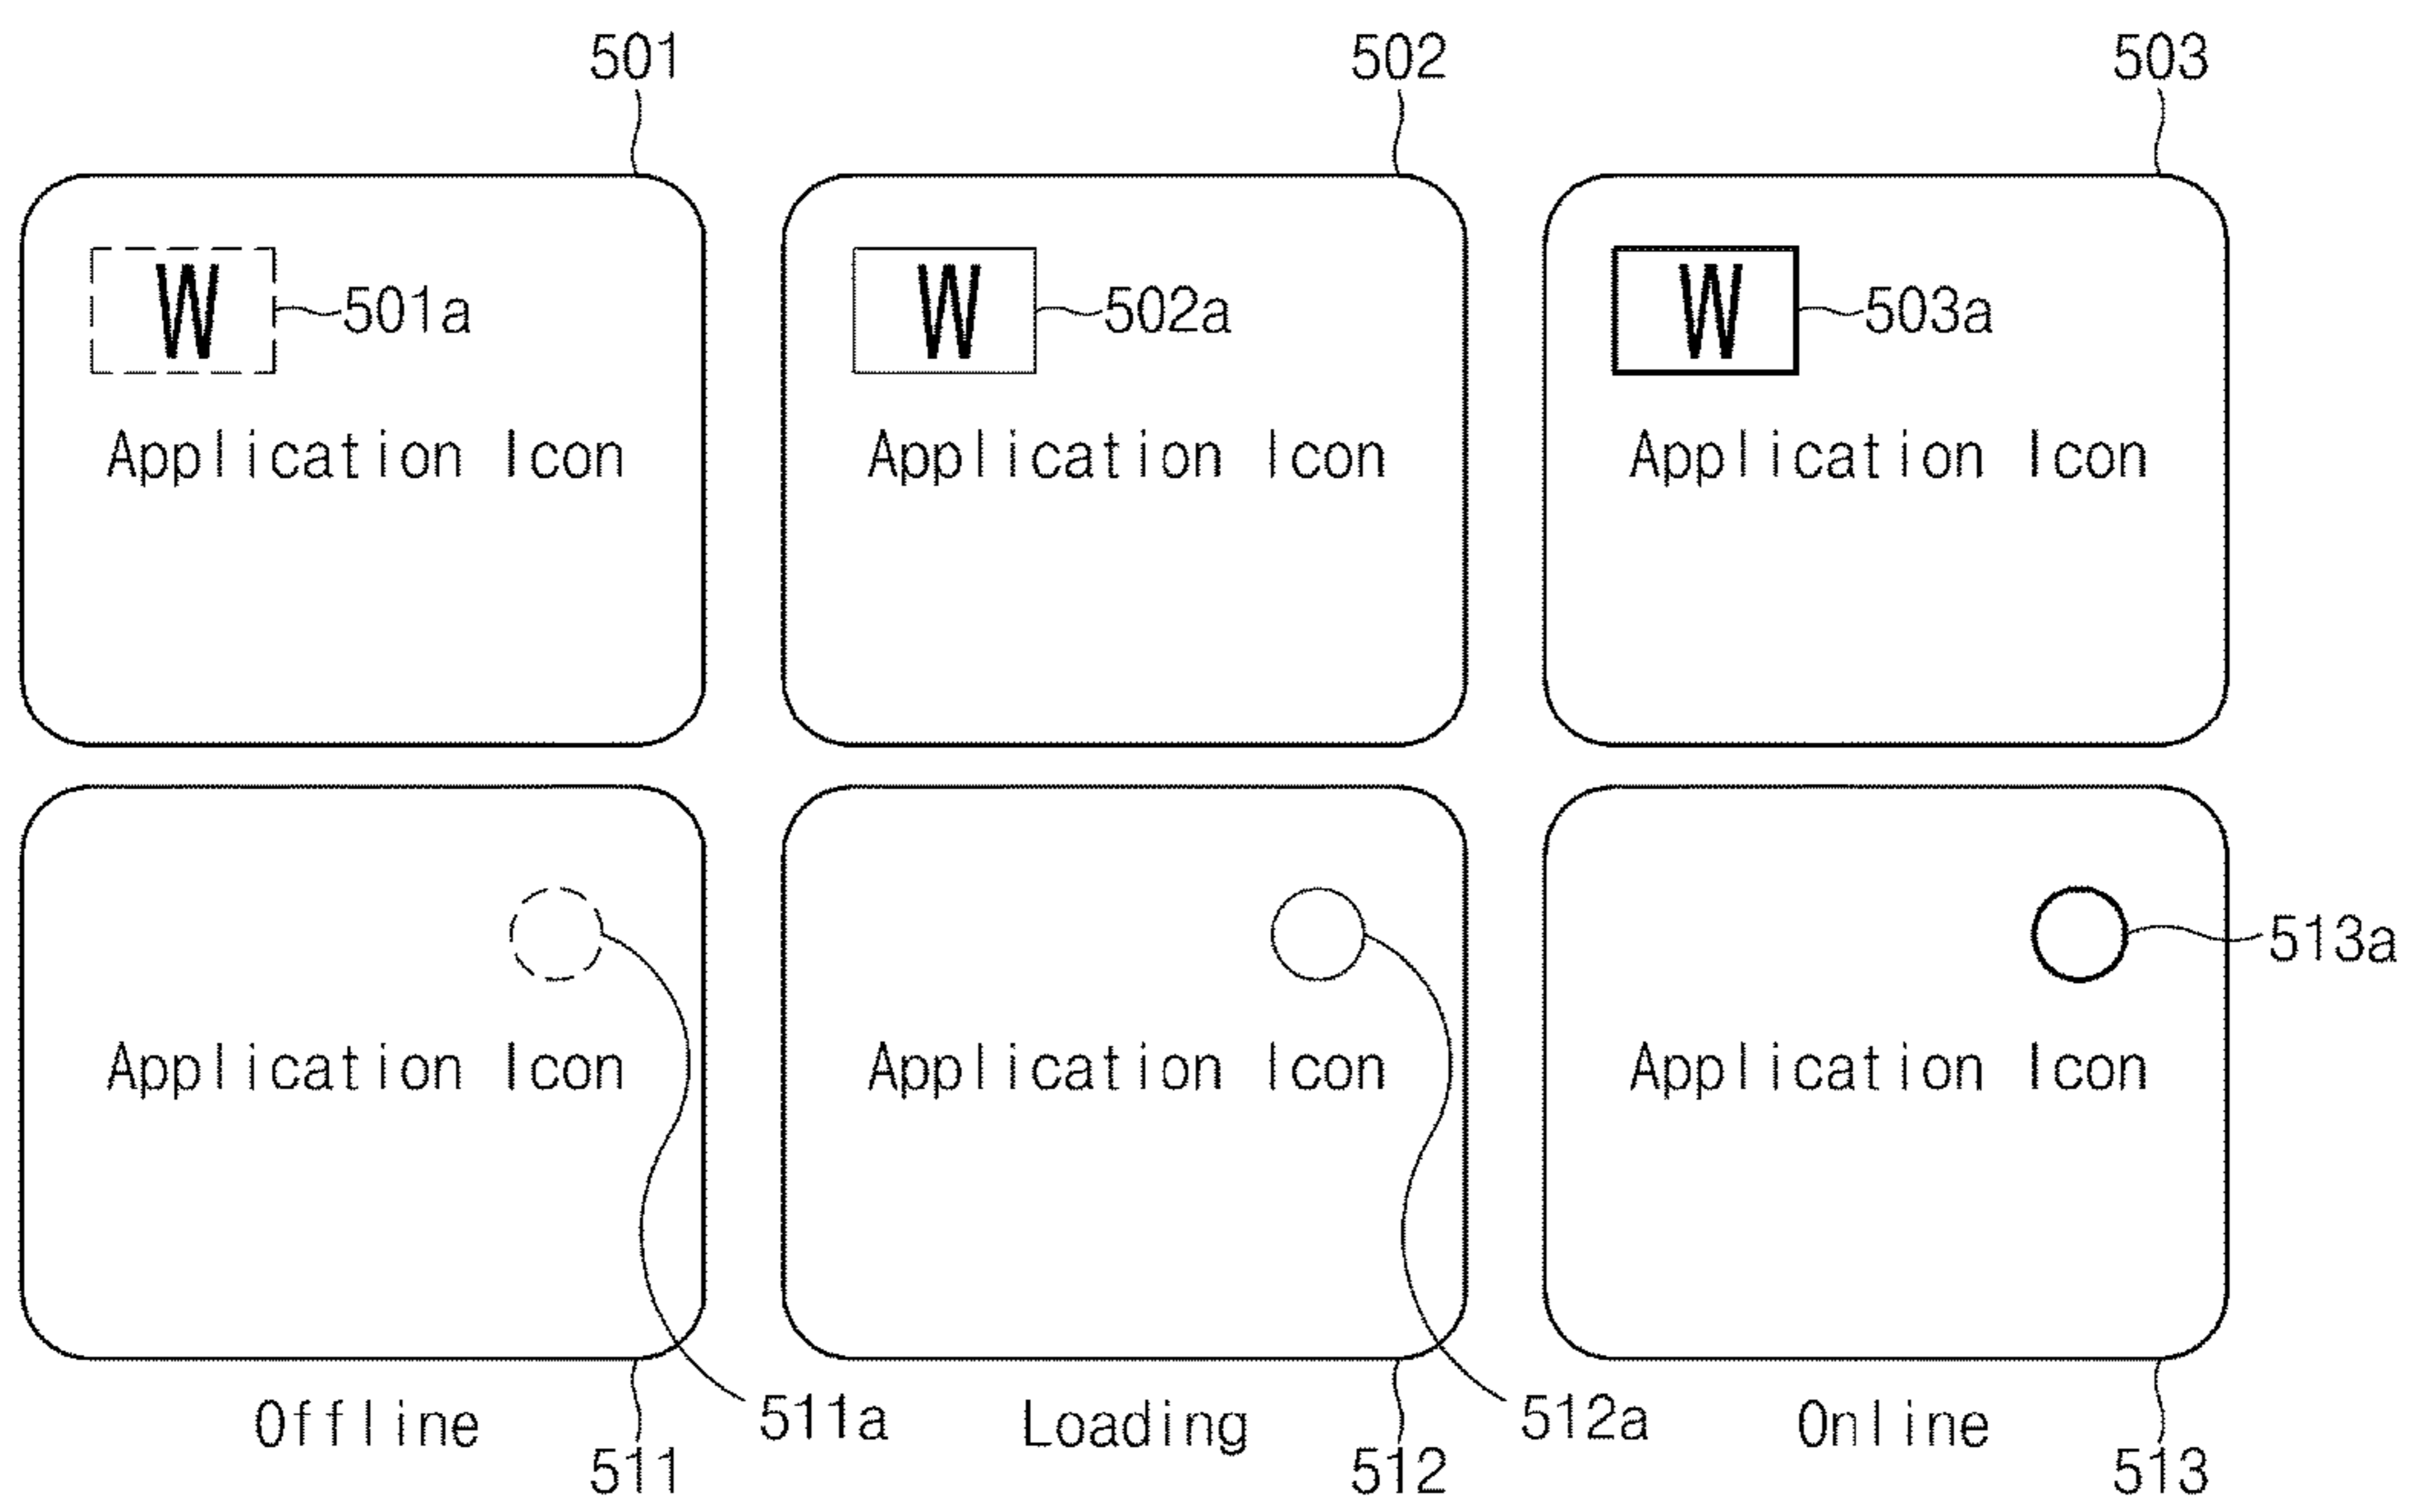 501 502 503
W 501a W 502a W 503a
Application Icon Application Icon Application Icon
513a
Application Icon Application Icon Application Icon
Offline 511a Loading 512a Online
511 512 513